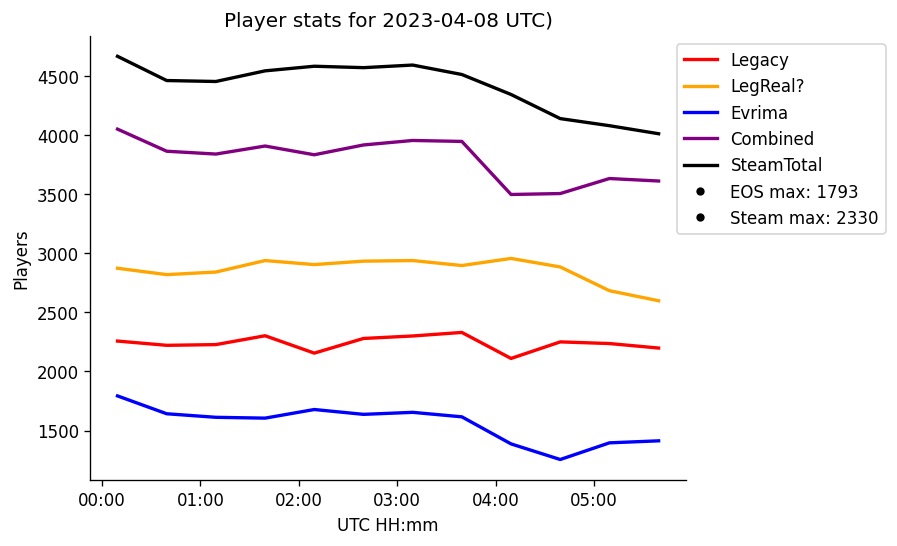 Player stats for 2023-04-08 UTC)
Legacy
LegReal?
Evrima
Combined
SteamTotal
EOS max: 1793
Steam max: 2330
Players
4500
4000
3500
3000
2500
2000
1500
00:00 01:00 02:00 03:00 04:00 05:00
UTC HH:mm